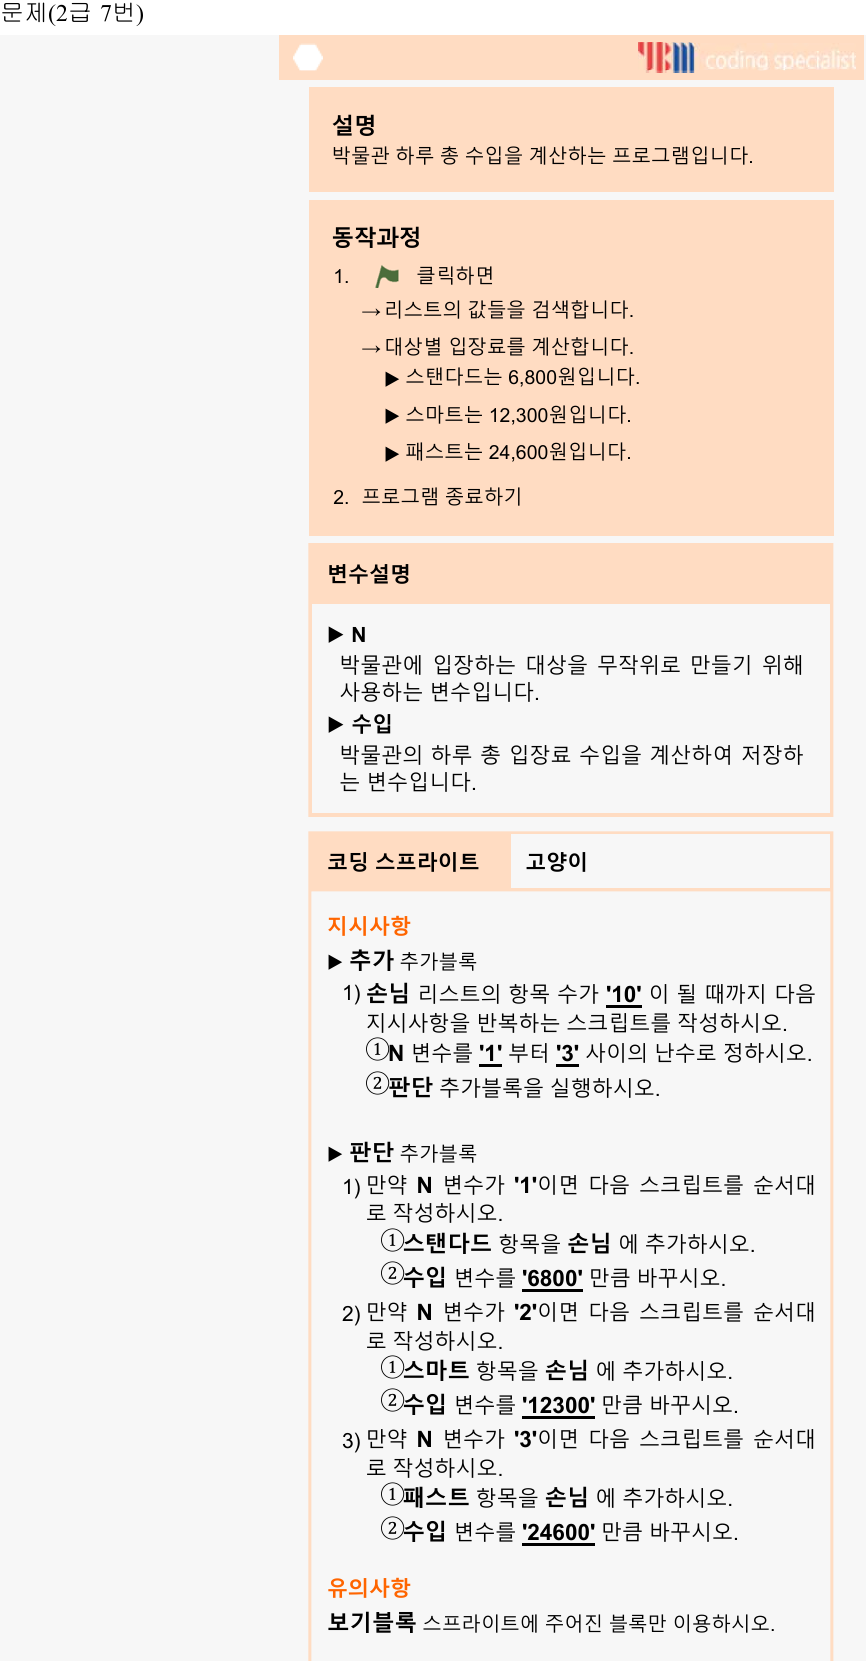 문제(2급 7번)
YBM coding specialist
설명
박물관 하루 총 수입을 계산하는 프로그램입니다.
동작과정
1. 클릭하면
→리스트의 값들을 검색합니다.
→대상별 입장료를 계산합니다.
▶ 스탠다드는 6,800원입니다.
▶ 스마트는 12,300원입니다.
▶ 패스트는 24,600원입니다.
2. 프로그램 종료하기
변수설명
▶ N
박물관에 입장하는 대상을 무작위로 만들기 위해
사용하는 변수입니다.
▶ 수입
박물관의 하루 총 입장료 수입을 계산하여 저장하
는 변수입니다.
코딩 스프라이트 고양이
지시사항
▶ 추가 추가블록
1) 손님 리스트의 항목 수가 '10' 이 될 때까지 다음
지시사항을 반복하는 스크립트를 작성하시오.
①N 변수를 '1' 부터 '3' 사이의 난수로 정하시오.
②판단 추가블록을 실행하시오.
▶ 판단 추가블록
1) 만약 N 변수가 '1'이면 다음 스크립트를 순서대
로 작성하시오.
①스탠다드 항목을 손님 에 추가하시오.
②수입 변수를 '6800' 만큼 바꾸시오.
2) 만약 N 변수가 '2'이면 다음 스크립트를 순서대
로 작성하시오.
①스마트 항목을 손님 에 추가하시오.
②수입 변수를 '12300' 만큼 바꾸시오.
3) 만약 N 변수가 '3'이면 다음 스크립트를 순서대
로 작성하시오.
①패스트 항목을 손님 에 추가하시오.
②수입 변수를 '24600' 만큼 바꾸시오.
유의사항
보기블록 스프라이트에 주어진 블록만 이용하시오.